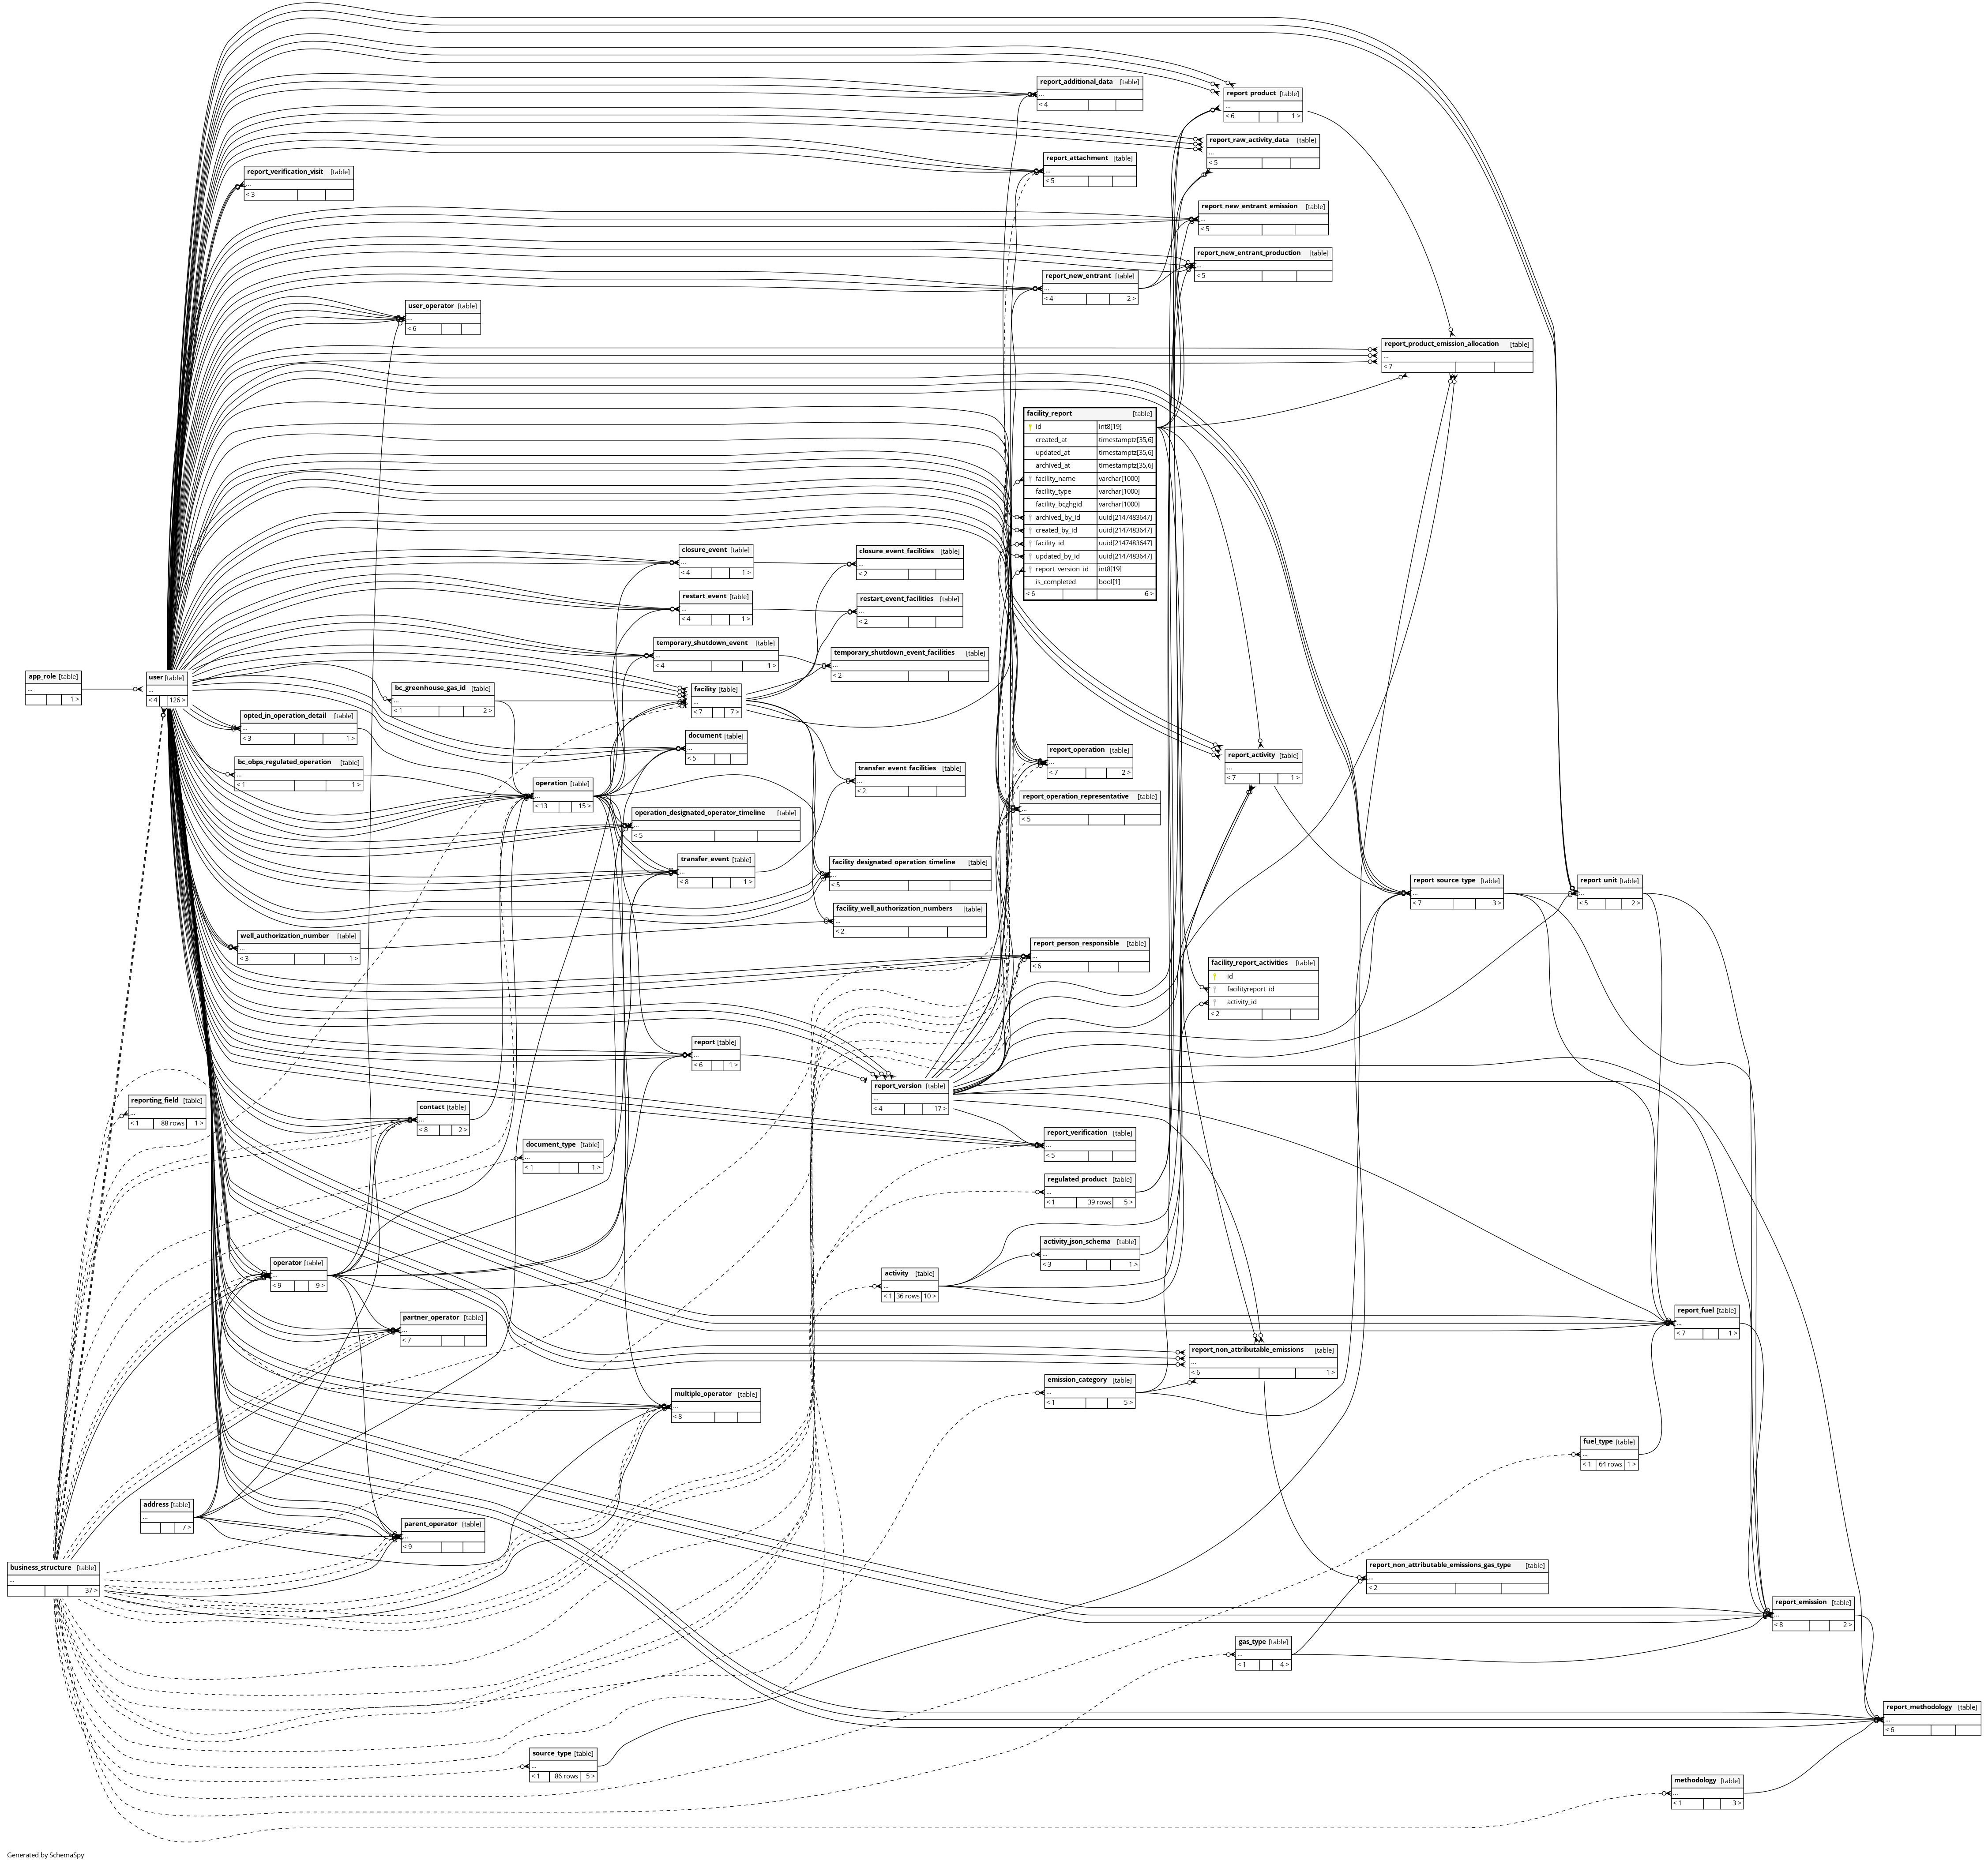 report_additional_data [table]
...
< 4
report_product [table]
...
< 6 1 >
report_raw_activity_data [table]
...
< 5
report_attachment [table]
...
< 5
report_verification_visit [table]
...
< 3
report_new_entrant_emission [table]
...
< 5
report_new_entrant_production [table]
...
< 5
report_new_entrant [table]
...
< 4 2 >
user_operator [table]
...
< 6
report_product_emission_allocation [table]
...
< 7
facility_report [table]
id int8[19]
created_at timestamptz[35,6]
updated_at timestamptz[35,6]
archived_at timestamptz[35,6]
facility_name varchar[1000]
facility_type varchar[1000]
facility_bcghgid varchar[1000]
archived_by_id uuid[2147483647]
created_by_id uuid[2147483647]
facility_id uuid[2147483647]
updated_by_id uuid[2147483647]
report_version_id int8[19]
is_completed bool[1]
< 6 6 >
closure_event [table]
...
< 4 1 >
closure_event_facilities [table]
...
< 2
restart_event [table]
...
< 4 1 >
restart_event_facilities [table]
...
< 2
temporary_shutdown_event [table]
...
< 4 1 >
temporary_shutdown_event_facilities [table]
...
< 2
app_role [table]
...
1 >
user [table]
...
< 4 126 >
bc_greenhouse_gas_id [table]
...
< 1 2 >
facility [table]
...
< 7 7 >
opted_in_operation_detail [table]
...
< 3 1 >
document [table]
...
< 5
report_operation [table]
...
< 7 2 >
report_activity [table]
...
< 7 1 >
bc_obps_regulated_operation [table]
...
< 1 1 >
operation [table]
...
< 13 15 >
transfer_event_facilities [table]
...
< 2
report_operation_representative [table]
...
< 5
operation_designated_operator_timeline [table]
...
< 5
transfer_event [table]
...
< 8 1 >
facility_designated_operation_timeline [table]
...
< 5
report_source_type [table]
...
< 7 3 >
report_unit [table]
...
< 5 2 >
facility_well_authorization_numbers [table]
...
< 2
well_authorization_number [table]
...
< 3 1 >
report_person_responsible [table]
...
< 6
facility_report_activities [table]
id
facilityreport_id
activity_id
< 2
report [table]
...
< 6 1 >
report_version [table]
...
< 4 17 >
reporting_field [table]
...
< 1 88 rows 1 >
contact [table]
...
< 8 2 >
document_type [table]
...
< 1 1 >
report_verification [table]
...
< 5
regulated_product [table]
...
< 1 39 rows 5 >
activity_json_schema [table]
...
< 3 1 >
operator [table]
...
< 9 9 >
activity [table]
...
< 1 36 rows 10 >
partner_operator [table]
...
< 7
report_fuel [table]
...
< 7 1 >
report_non_attributable_emissions [table]
...
< 6 1 >
emission_category [table]
...
< 1 5 >
multiple_operator [table]
...
< 8
fuel_type [table]
...
< 1 64 rows 1 >
address [table]
...
7 >
parent_operator [table]
...
< 9
business_structure [table]
...
37 >
report_non_attributable_emissions_gas_type [table]
...
< 2
report_emission [table]
...
< 8 2 >
gas_type [table]
...
< 1 4 >
report_methodology [table]
...
< 6
source_type [table]
...
< 1 86 rows 5 >
methodology [table]
...
< 1 3 >
Generated by SchemaSpy